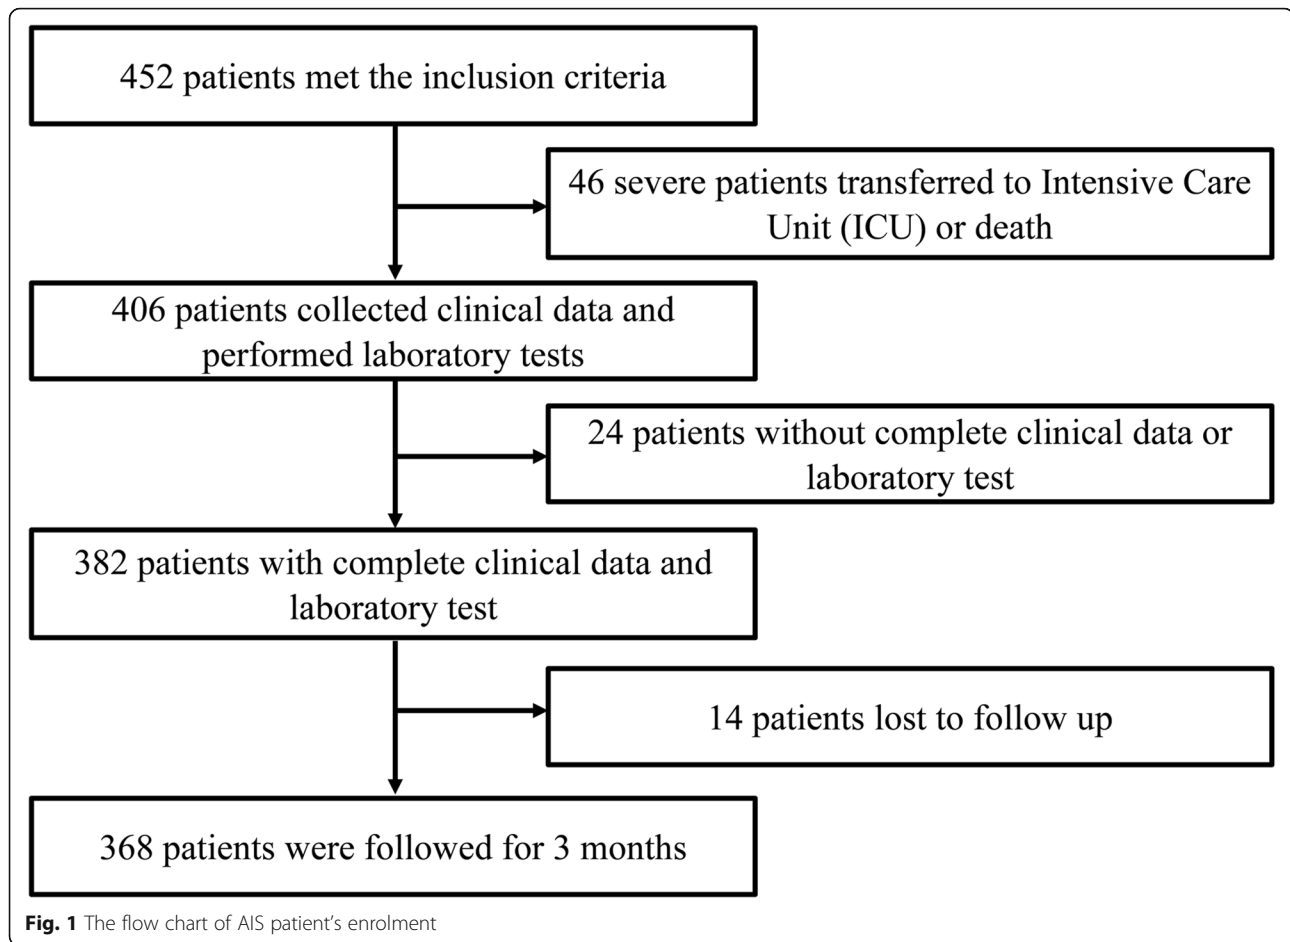 452 patients met the inclusion criteria
46 severe patients transferred to Intensive Care
Unit (ICU) or death
406 patients collected clinical data and
performed laboratory tests
24 patients without complete clinical data or
laboratory test
382 patients with complete clinical data and
laboratory test
14 patients lost to follow up
368 patients were followed for 3 months
Fig. 1 The flow chart of AIS patient’s enrolment